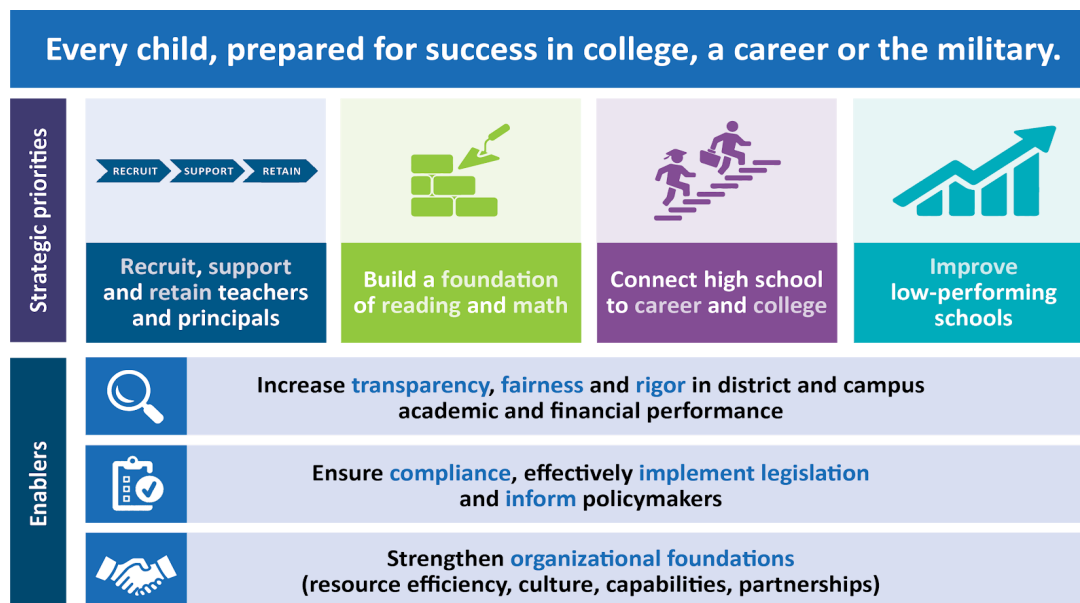 Every child, prepared for success in college, a career or the military.
Strategic priorities
RECRUIT
SUPPORT
RETAIN
Recruit, support
and retain teachers
and principals
Build a foundation
of reading and math
Connect high school
to career and college
Improve
low-performing
schools
Enablers
Increase transparency, fairness and rigor in district and campus
academic and financial performance
Ensure compliance, effectively implement legislation
and inform policymakers
Strengthen organizational foundations
(resource efficiency, culture, capabilities, partnerships)